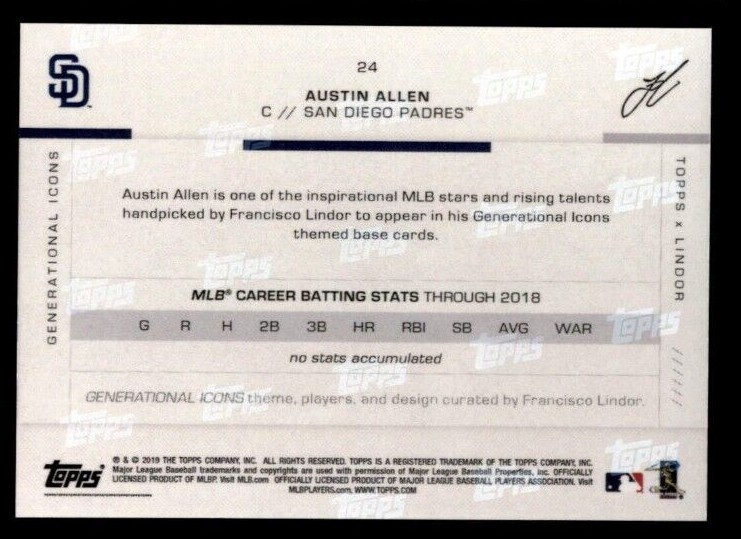 24
SD
AUSTIN ALLEN
C // SAN DIEGO PADRES™
GENERATIONAL ICONS
TOPPS x LINDOR //////
Austin Allen is one of the inspirational MLB stars and rising talents
handpicked by Francisco Lindor to appear in his Generational Icons
themed base cards.
MLB® CAREER BATTING STATS THROUGH 2018
G R H 2B 3B HR RBI SB AVG WAR
no stats accumulated
GENERATIONAL ICONS theme, players, and design curated by Francisco Lindor.
Topps
® & © 2019 THE TOPPS COMPANY, INC. ALL RIGHTS RESERVED. TOPPS IS A REGISTERED TRADEMARK OF THE TOPPS COMPANY, INC.
Major League Baseball trademarks and copyrights are used with permission of Major League Baseball Properties, Inc. OFFICIALLY
LICENSED PRODUCT OF MLBP. Visit MLB.com OFFICIALLY LICENSED PRODUCT OF MAJOR LEAGUE BASEBALL PLAYERS ASSOCIATION. Visit
MLBPLAYERS.com. WWW.TOPPS.COM